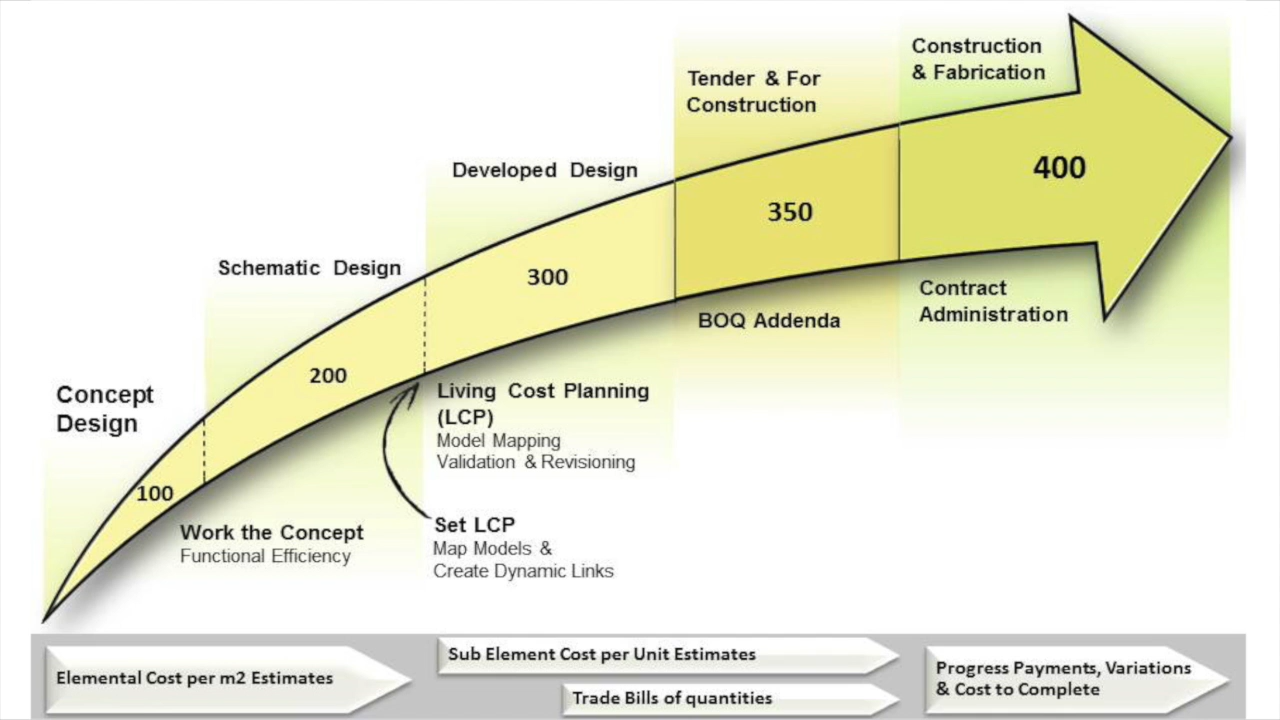 Construction
& Fabrication
Tender & For
Construction
400
Developed Design
350
Schematic Design
300
Contract
Administration
BOQ Addenda
200
Concept
Design
Living Cost Planning
(LCP)
Model Mapping
Validation & Revisioning
100
Work the Concept
Functional Efficiency
Set LCP
Map Models &
Create Dynamic Links
Elemental Cost per m2 Estimates
Sub Element Cost per Unit Estimates
Trade Bills of quantities
Progress Payments, Variations
& Cost to Complete